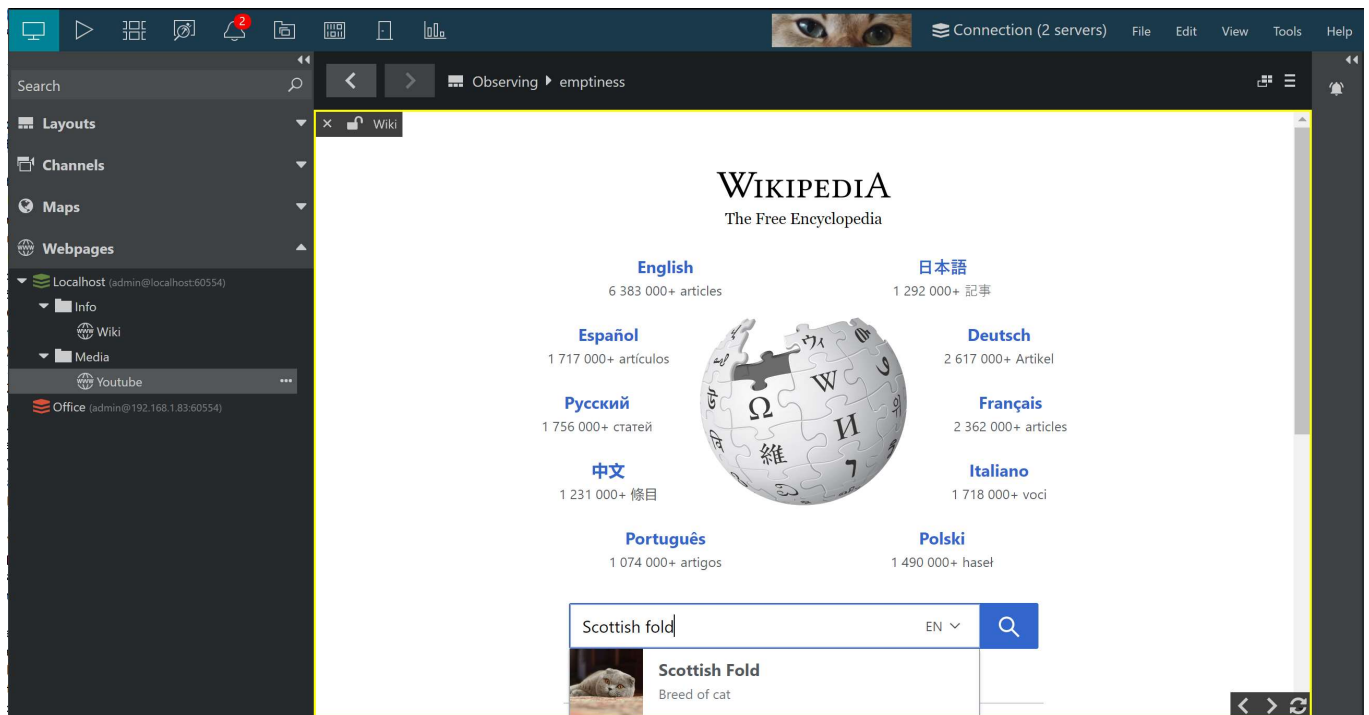 2
Connection (2 servers) File Edit View Tools Help
Search
Observing emptiness
Layouts
Channels
Maps
Webpages
Localhost (admin@localhost:60554)
Info
Wiki
Media
Youtube
Office (admin@192.168.1.83:60554)
Wiki
WIKIPEDIA
The Free Encyclopedia
English
6 383 000+ articles
日本語
1 292 000+ 記事
Español
1 717 000+ artículos
Deutsch
2 617 000+ Artikel
Русский
1 756 000+ статей
Français
2 362 000+ articles
中文
1 231 000+ 條目
Italiano
1 718 000+ voci
Português
1 074 000+ artigos
Polski
1 490 000+ haseł
Ω
W
И
維
ウィ
7
Scottish fold EN
Scottish Fold
Breed of cat